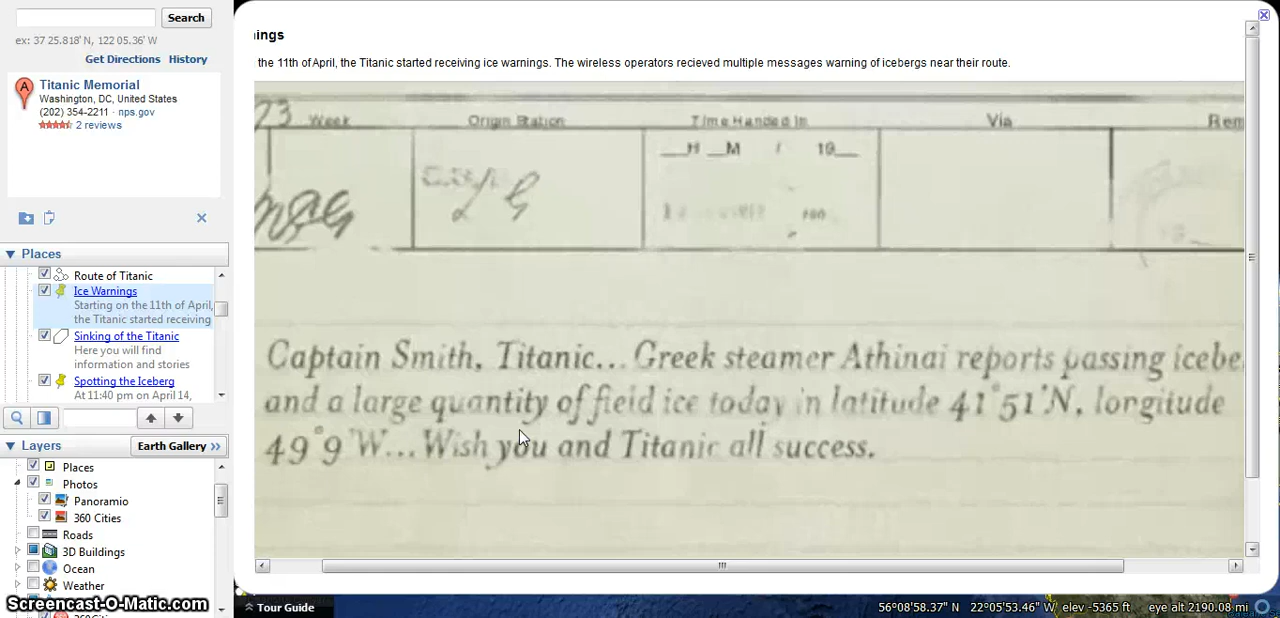 Search
ex: 37 25.818' N, 122 05.36' W
Get Directions History
A
Titanic Memorial
Washington, DC, United States
(202) 354-2211 - nps.gov
2 reviews
Places
Route of Titanic
Ice Warnings
Starting on the 11th of April,
the Titanic started receiving
Sinking of the Titanic
Here you will find
information and stories
Spotting the Iceberg
At 11:40 pm on April 14,
Layers
Earth Gallery >>
Places
Photos
Panoramio
360 Cities
Roads
3D Buildings
Ocean
Weather
Screencast-O-Matic.com
ings
the 11th of April, the Titanic started receiving ice warnings. The wireless operators recieved multiple messages warning of icebergs near their route.
Week Origin Station Time Handed In Via Rem
H M / 19
Captain Smith, Titanic... Greek steamer Athinai reports passing icebe
and a large quantity of field ice today in latitude 41°51'N, longitude
49°9'W... Wish you and Titanic all success.
Tour Guide
56°08'58.37" N 22°05'53.46" W elev -5365 ft eye alt 2190.08 mi